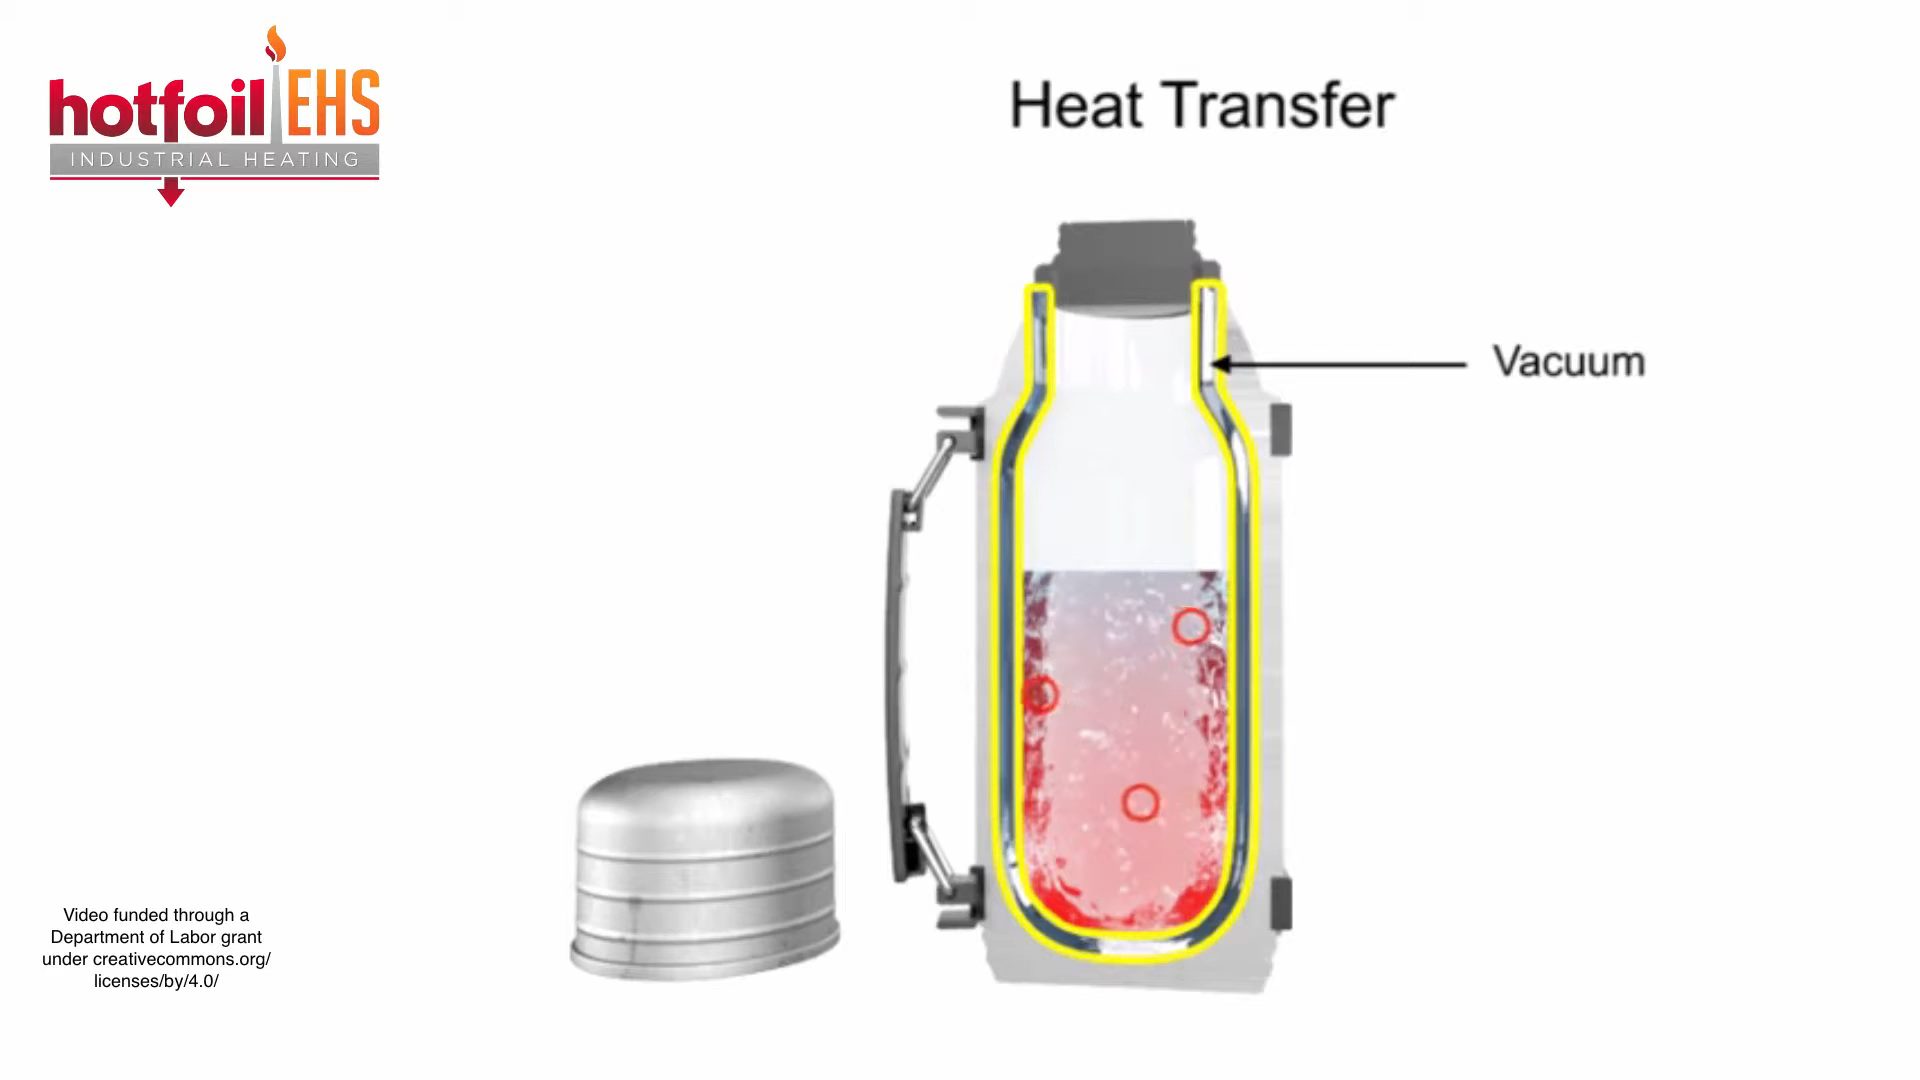 hotfoil EHS
INDUSTRIAL HEATING
Heat Transfer
Vacuum
Video funded through a
Department of Labor grant
under creativecommons.org/
licenses/by/4.0/